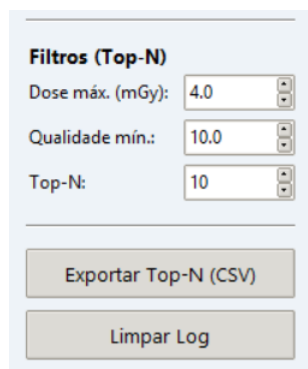 Filtros (Top-N)
Dose máx. (mGy): 4.0
Qualidade mín.: 10.0
Top-N: 10
Exportar Top-N (CSV)
Limpar Log